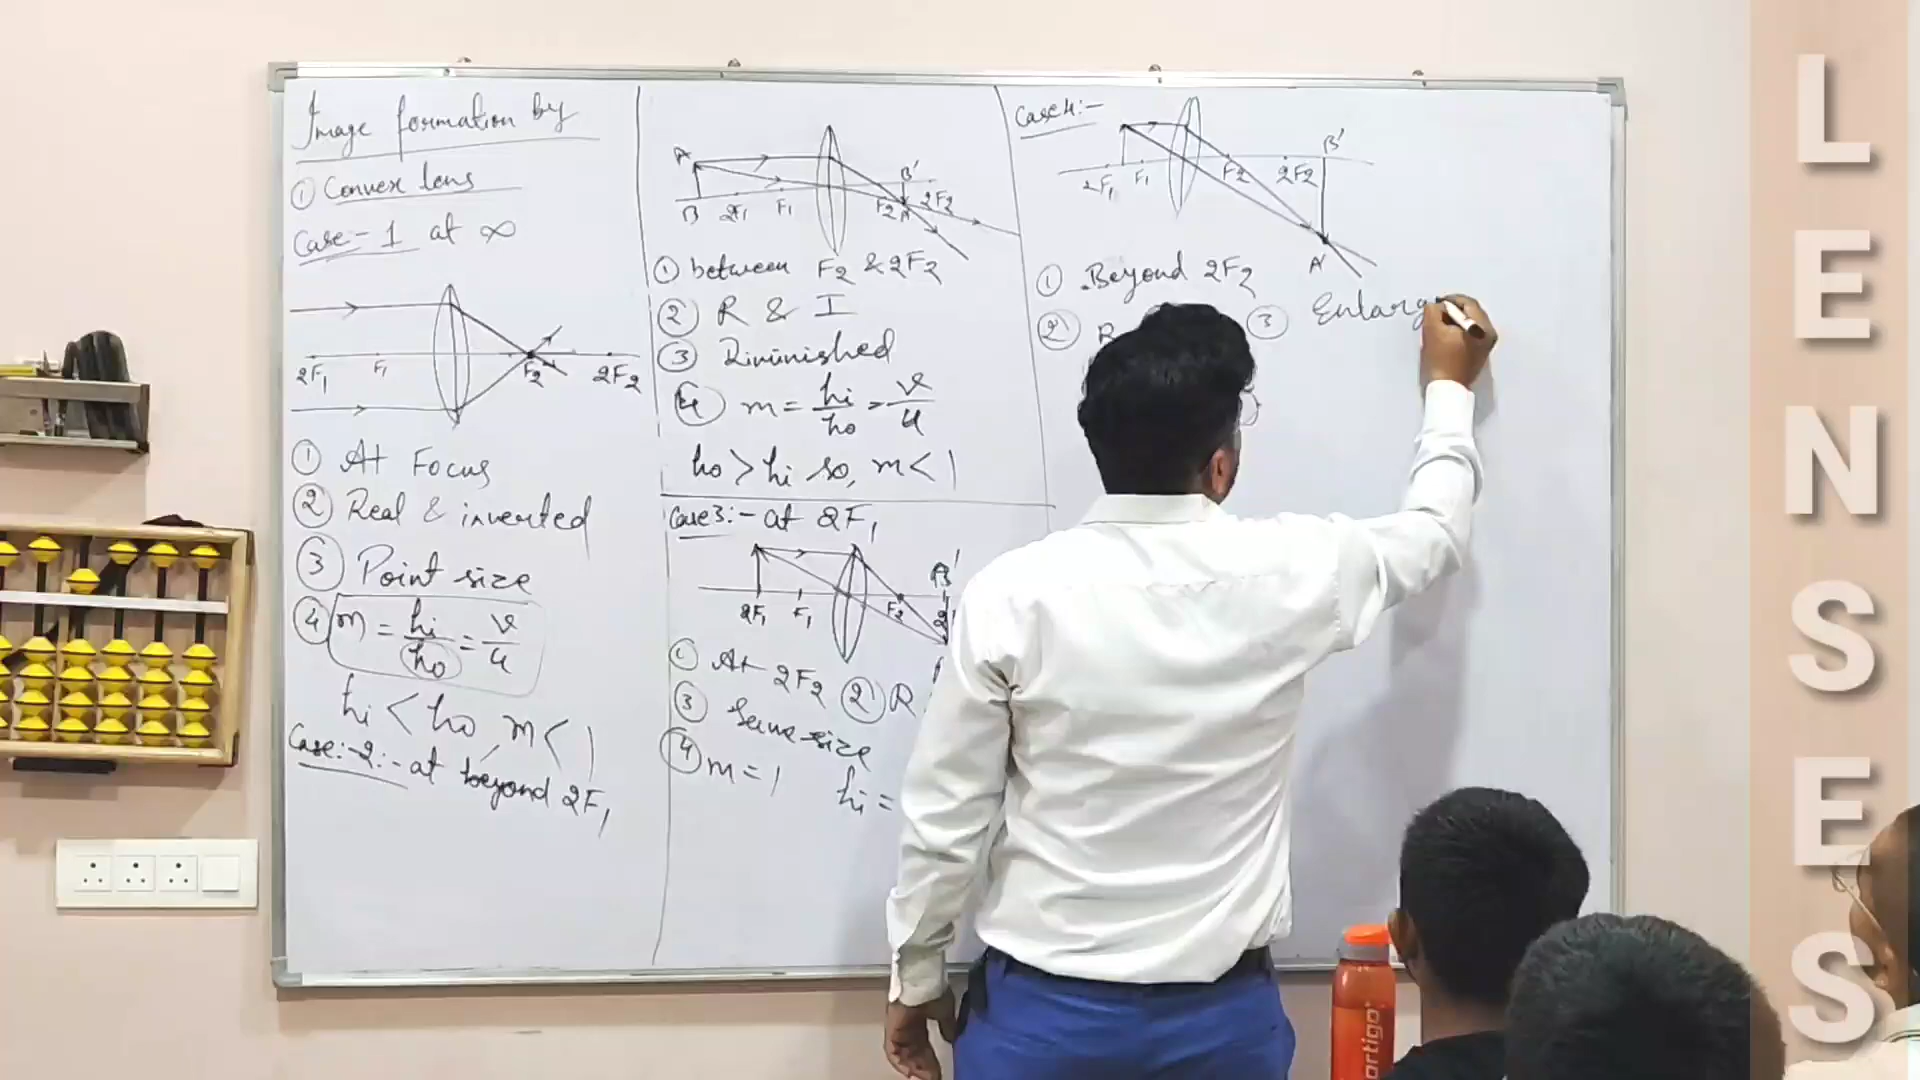 Image formation by
① Convex lens
Case-1 at ∞
2F₁ F₁ F₂ 2F₂
① At Focus
② Real & inverted
③ Point size
④ m = hi/ho = v/u
hi < ho m < 1
Case:-2:- at beyond 2F₁
A B'
B 2F₁ F₁ F₂ A' 2F₂
① between F₂ & 2F₂
② R & I
③ Diminished
④ m = hi/ho = v/u
ho > hi so, m < 1
Case3:- at 2F₁
B'
2F₁ F₁ F₂
① At 2F₂ ② R
③ Same size
④ m = 1
hi =
Case4:-
B'
2F₁ F₁ F₂ 2F₂
A'
① Beyond 2F₂
② R ③ Enlarg
LENSES
ortigo